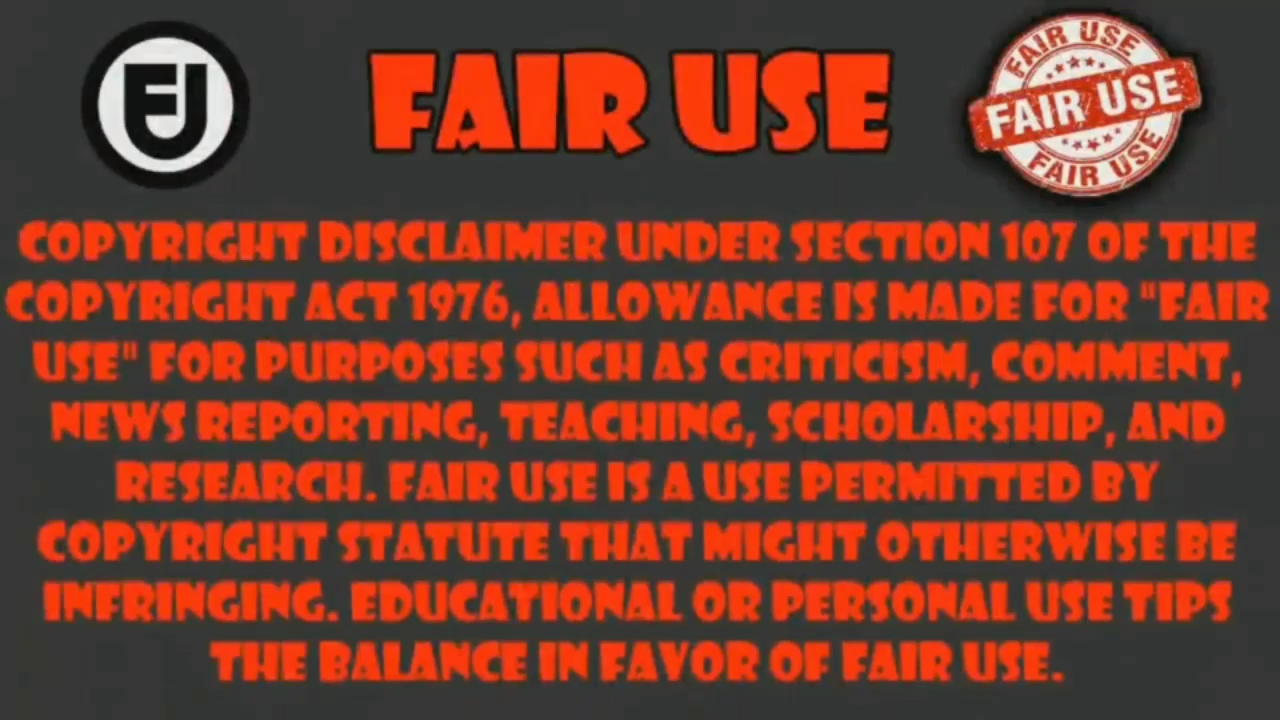 FJ
FAIR USE
FAIR USE
FAIR USE
FAIR USE
COPYRIGHT DISCLAIMER UNDER SECTION 107 OF THE
COPYRIGHT ACT 1976, ALLOWANCE IS MADE FOR "FAIR
USE" FOR PURPOSES SUCH AS CRITICISM, COMMENT,
NEWS REPORTING, TEACHING, SCHOLARSHIP, AND
RESEARCH. FAIR USE IS A USE PERMITTED BY
COPYRIGHT STATUTE THAT MIGHT OTHERWISE BE
INFRINGING. EDUCATIONAL OR PERSONAL USE TIPS
THE BALANCE IN FAVOR OF FAIR USE.